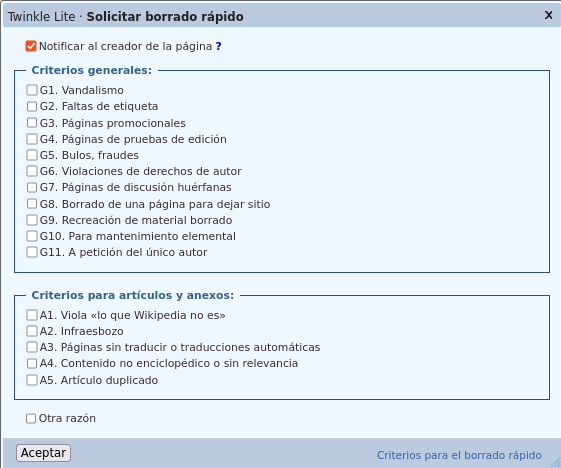 Twinkle Lite · Solicitar borrado rápido X
Notificar al creador de la página ?
Criterios generales:
G1. Vandalismo
G2. Faltas de etiqueta
G3. Páginas promocionales
G4. Páginas de pruebas de edición
G5. Bulos, fraudes
G6. Violaciones de derechos de autor
G7. Páginas de discusión huérfanas
G8. Borrado de una página para dejar sitio
G9. Recreación de material borrado
G10. Para mantenimiento elemental
G11. A petición del único autor
Criterios para artículos y anexos:
A1. Viola «lo que Wikipedia no es»
A2. Infraesbozo
A3. Páginas sin traducir o traducciones automáticas
A4. Contenido no enciclopédico o sin relevancia
A5. Artículo duplicado
Otra razón
Aceptar Criterios para el borrado rápido